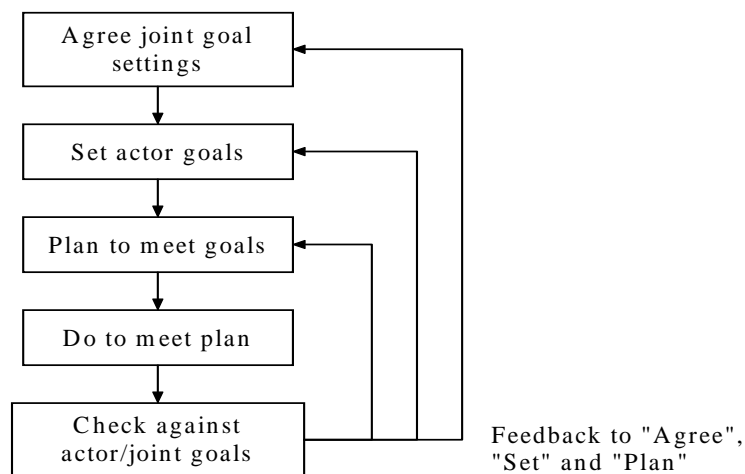 Agree joint goal
settings
Set actor goals
Plan to meet goals
Do to meet plan
Check against
actor/joint goals
Feedback to "Agree",
"Set" and "Plan"